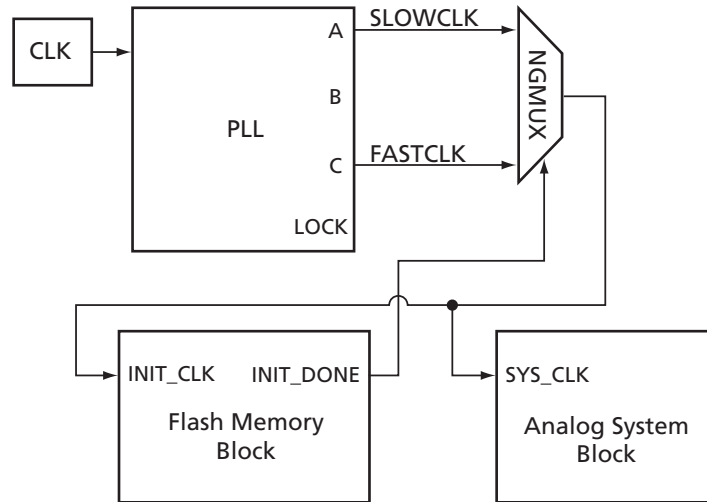 CLK
PLL
A
B
C
LOCK
SLOWCLK
FASTCLK
NGMUX
INIT_CLK
INIT_DONE
Flash Memory
Block
SYS_CLK
Analog System
Block